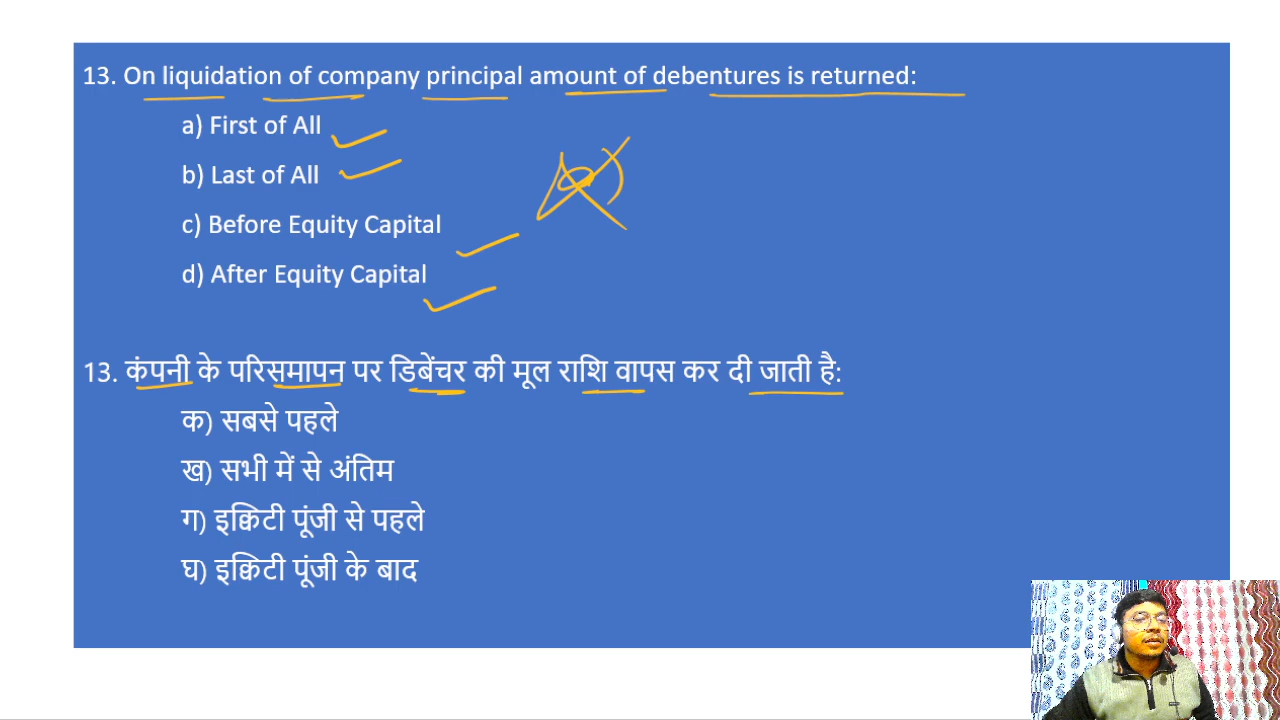 13. On liquidation of company principal amount of debentures is returned:
a) First of All
b) Last of All
c) Before Equity Capital
d) After Equity Capital
13. कंपनी के परिसमापन पर डिबेंचर की मूल राशि वापस कर दी जाती है:
क) सबसे पहले
ख) सभी में से अंतिम
ग) इक्विटी पूंजी से पहले
घ) इक्विटी पूंजी के बाद